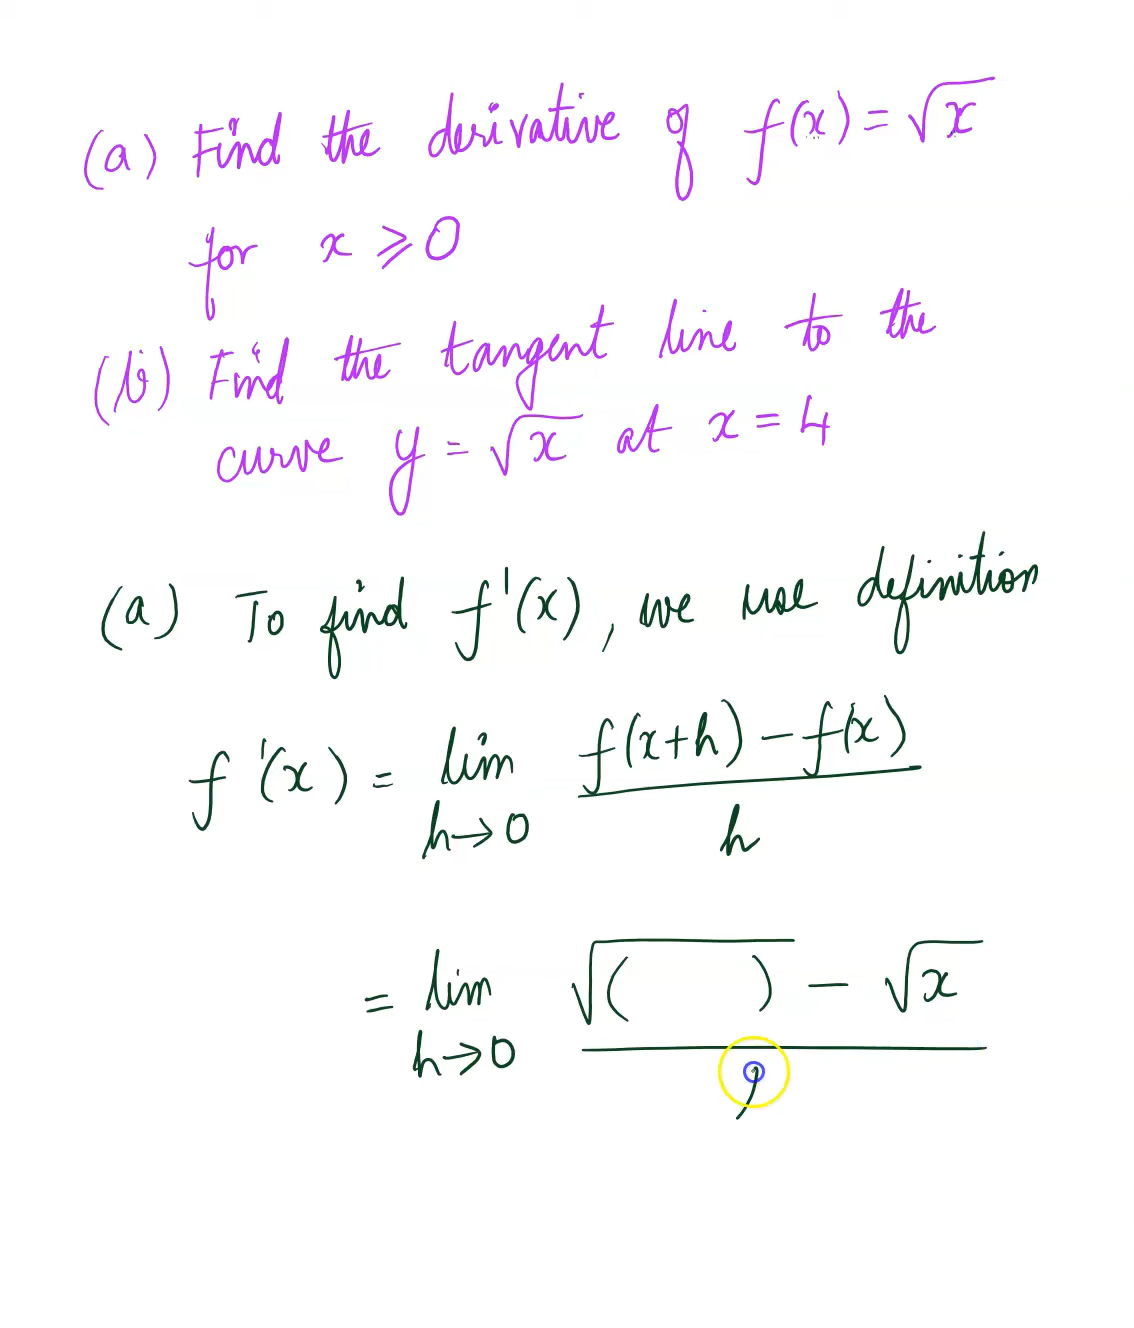 (a) Find the derivative of f(x) = √x
for x ⩾ 0
(b) Find the tangent line to the
curve y = √x at x = 4
(a) To find f'(x), we use definition
f'(x) = lim h→0 f(x+h) − f(x) / h
= lim h→0 √( ) − √x